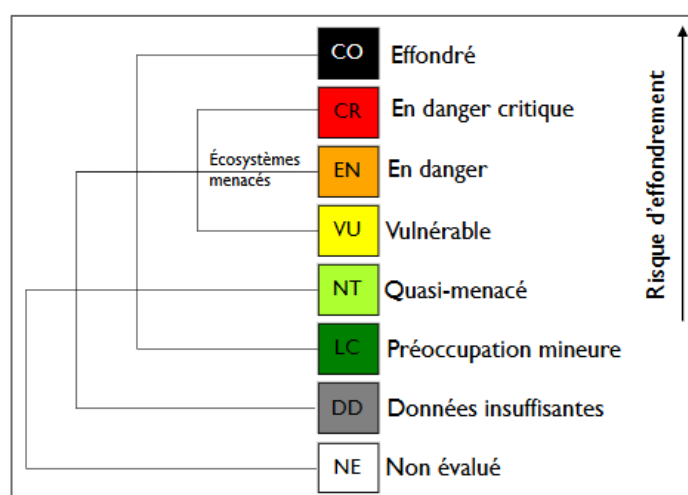 CO Effondré
CR En danger critique
Écosystèmes
menacés
EN En danger
VU Vulnérable
NT Quasi-menacé
LC Préoccupation mineure
DD Données insuffisantes
NE Non évalué
Risque d'effondrement